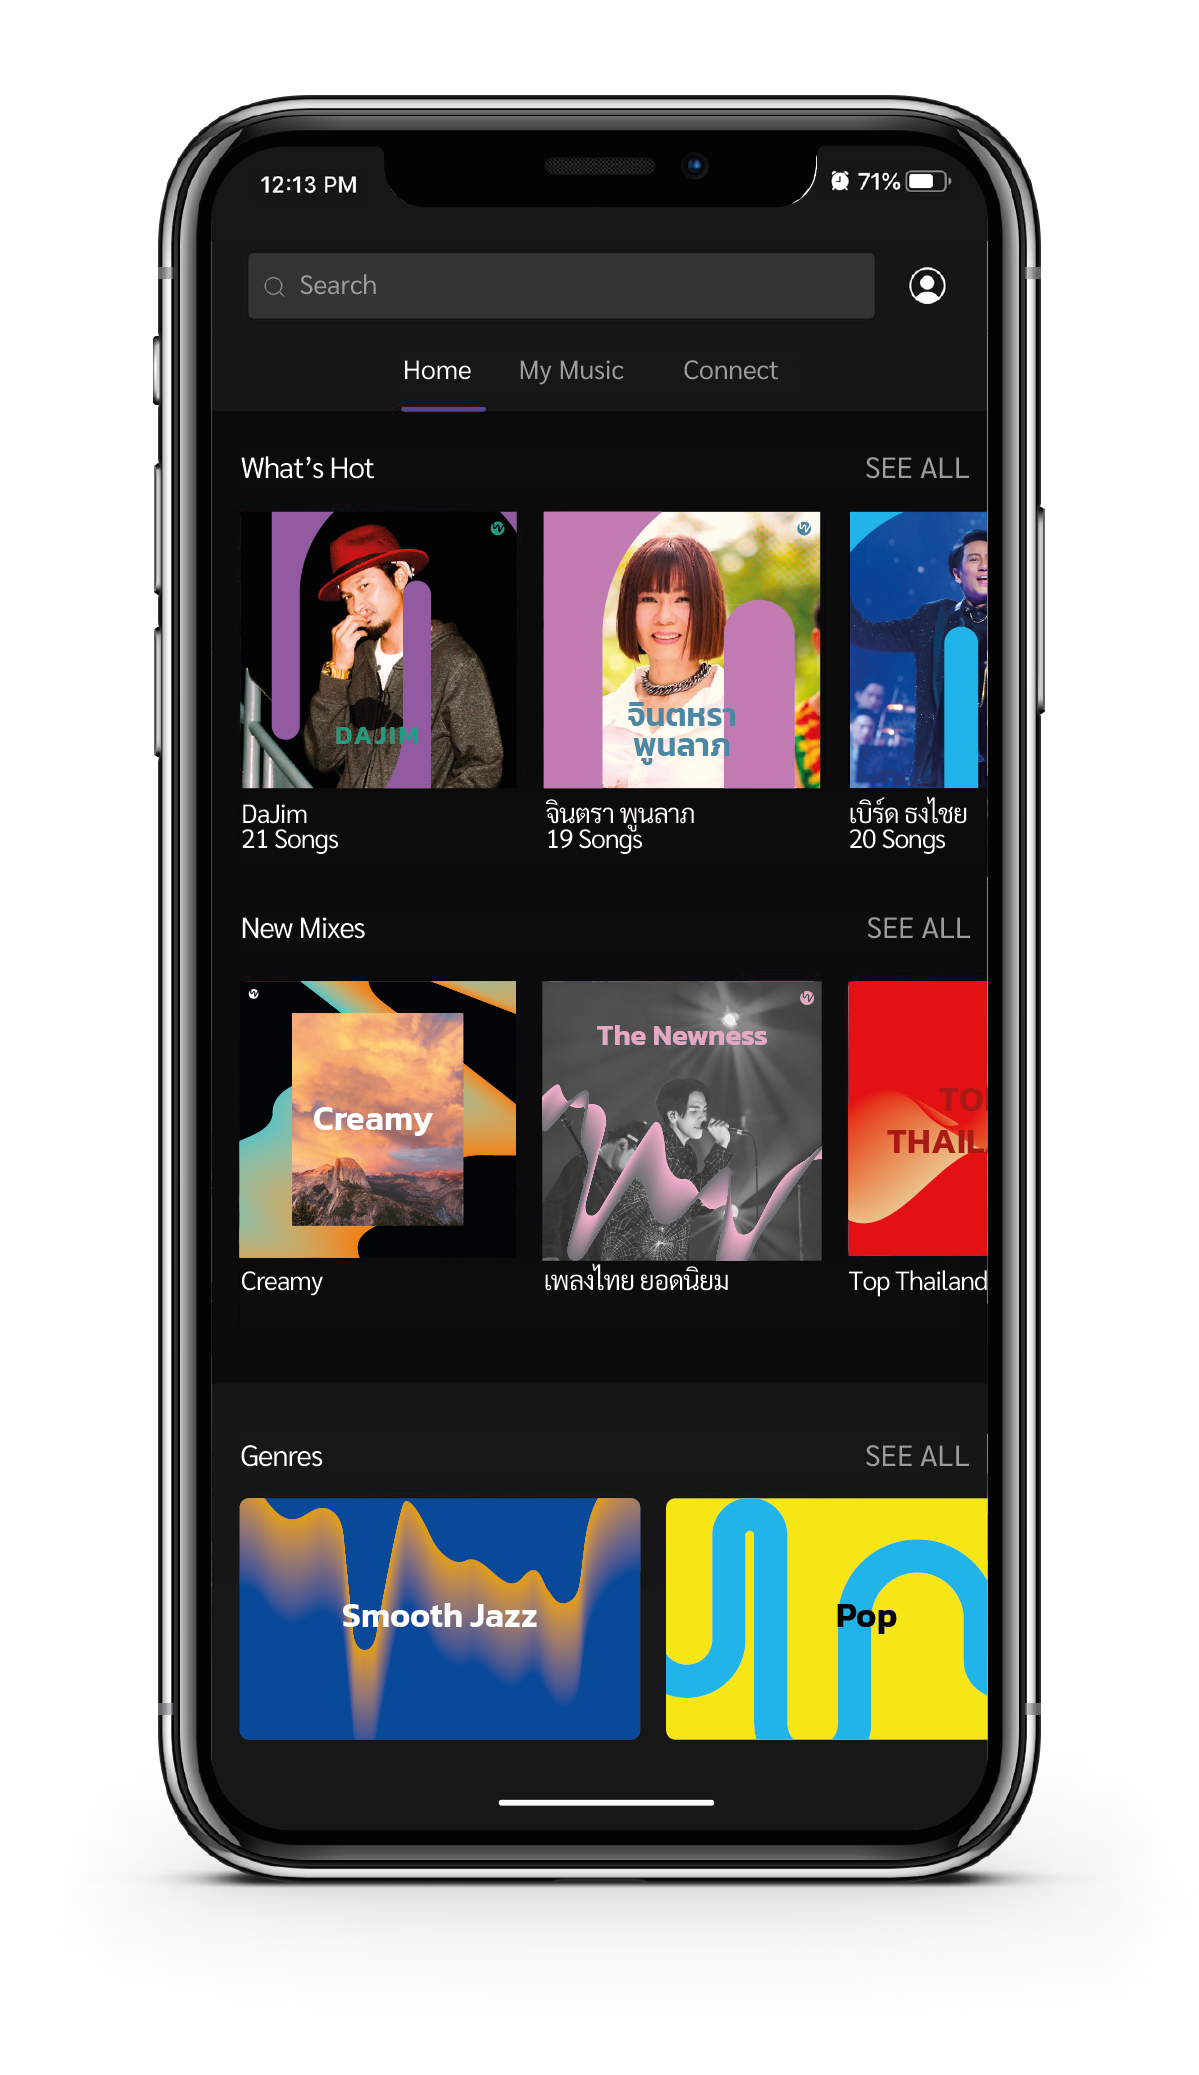 12:13 PM
71%
Search
Home
My Music
Connect
What’s Hot
SEE ALL
DAJIM
จินตหรา
พูนลาภ
DaJim
21 Songs
จินตรา พูนลาภ
19 Songs
เบิร์ด ธงไชย
20 Songs
New Mixes
SEE ALL
Creamy
The Newness
THAIL
Creamy
เพลงไทย ยอดนิยม
Top Thailand
Genres
SEE ALL
Smooth Jazz
Pop